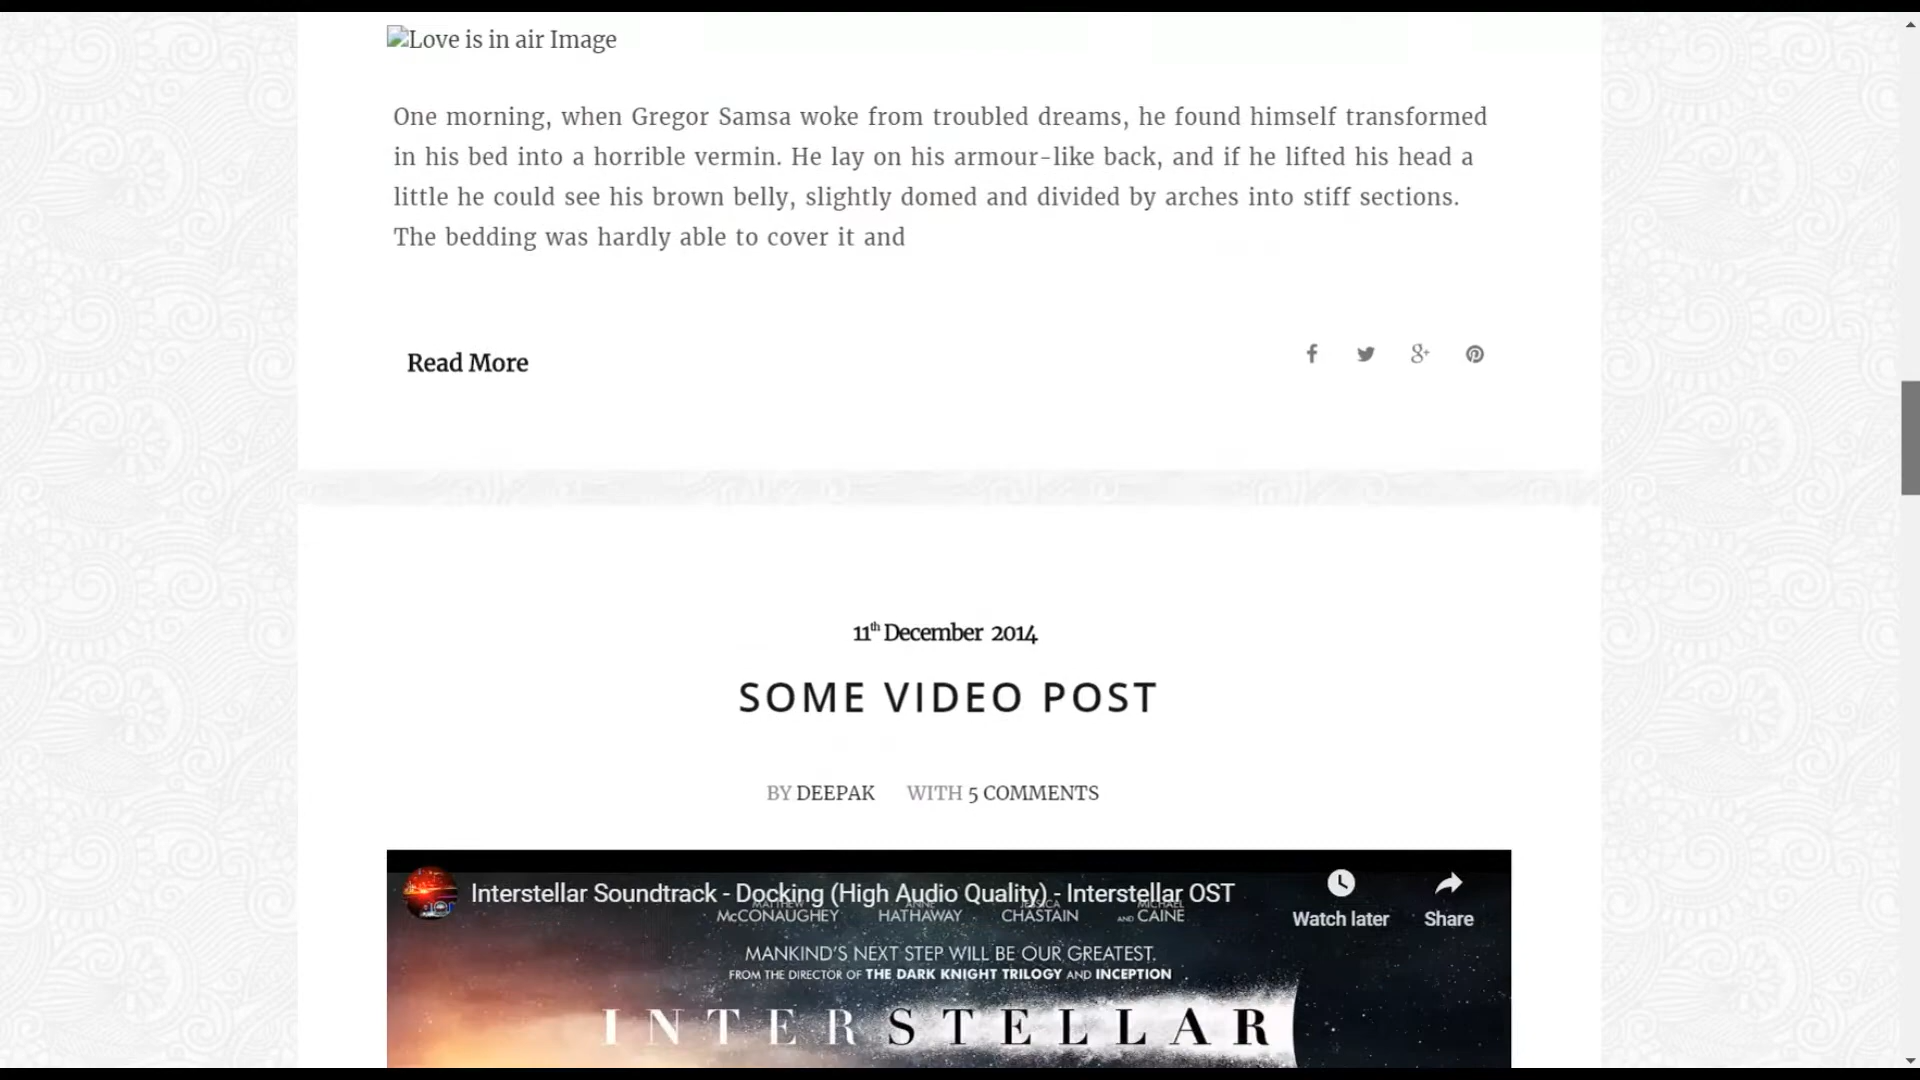 Love is in air Image
One morning, when Gregor Samsa woke from troubled dreams, he found himself transformed
in his bed into a horrible vermin. He lay on his armour-like back, and if he lifted his head a
little he could see his brown belly, slightly domed and divided by arches into stiff sections.
The bedding was hardly able to cover it and
Read More
11th December 2014
SOME VIDEO POST
BY DEEPAK WITH 5 COMMENTS
Interstellar Soundtrack - Docking (High Audio Quality) - Interstellar OST
Watch later
Share
MATTHEW ANNE JESSICA MICHAEL
McCONAUGHEY HATHAWAY CHASTAIN AND CAINE
MANKIND'S NEXT STEP WILL BE OUR GREATEST.
FROM THE DIRECTOR OF THE DARK KNIGHT TRILOGY AND INCEPTION
INTERSTELLAR